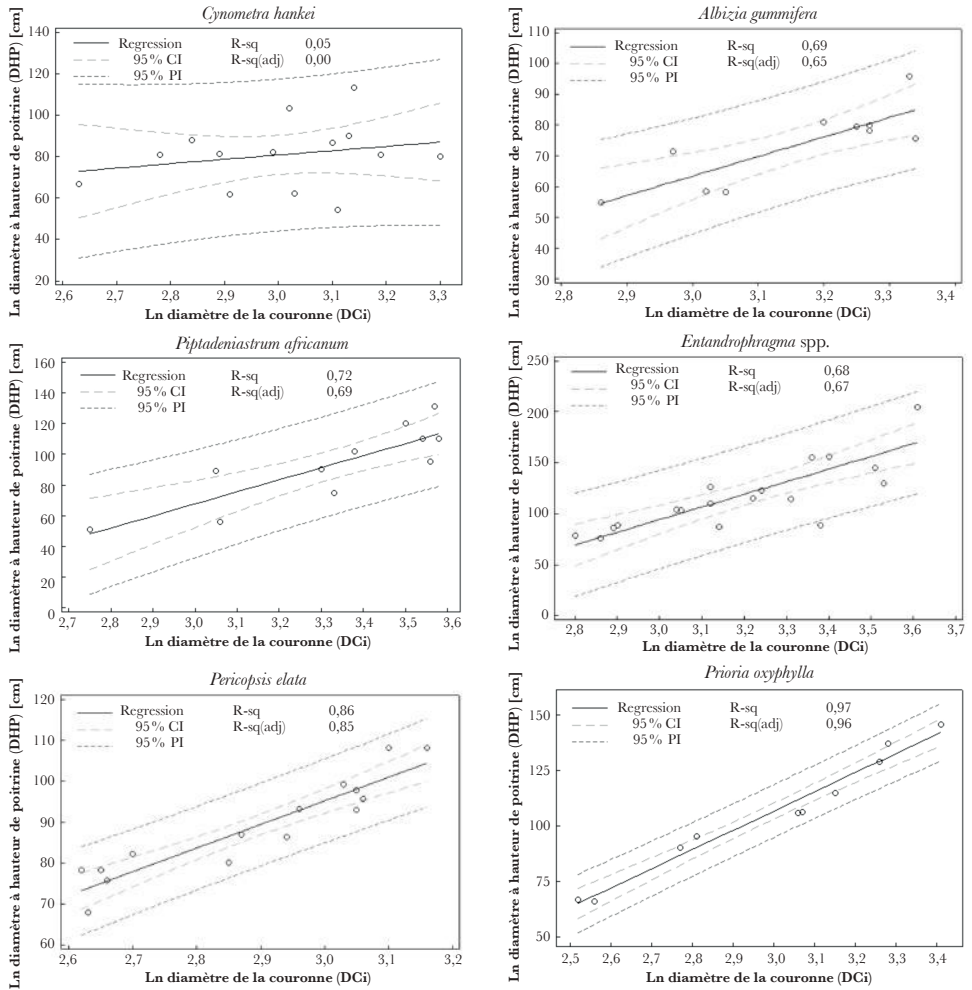 Cynometra hankei
Ln diamètre à hauteur de poitrine (DHP) [cm]
140
120
100
80
60
40
20
Regression R-sq 0,05
95 % CI R-sq(adj) 0,00
95 % PI
2,6 2,7 2,8 2,9 3,0 3,1 3,2 3,3
Ln diamètre de la couronne (DCi)
Albizia gummifera
Ln diamètre à hauteur de poitrine (DHP) [cm]
110
100
90
80
70
60
50
40
30
Regression R-sq 0,69
95 % CI R-sq(adj) 0,65
95 % PI
2,8 2,9 3,0 3,1 3,2 3,3 3,4
Ln diamètre de la couronne (DCi)
Piptadeniastrum africanum
Ln diamètre à hauteur de poitrine (DHP) [cm]
160
140
120
100
80
60
40
20
0
Regression R-sq 0,72
95 % CI R-sq(adj) 0,69
95 % PI
2,7 2,8 2,9 3,0 3,1 3,2 3,3 3,4 3,5 3,6
Ln diamètre de la couronne (DCi)
Entandrophragma spp.
Ln diamètre à hauteur de poitrine (DHP) [cm]
250
200
150
100
50
0
Regression R-sq 0,68
95 % CI R-sq(adj) 0,67
95 % PI
2,8 2,9 3,0 3,1 3,2 3,3 3,4 3,5 3,6 3,7
Ln diamètre de la couronne (DCi)
Pericopsis elata
Ln diamètre à hauteur de poitrine (DHP) [cm]
120
110
100
90
80
70
60
Regression R-sq 0,86
95 % CI R-sq(adj) 0,85
95 % PI
2,6 2,7 2,8 2,9 3,0 3,1 3,2
Ln diamètre de la couronne (DCi)
Prioria oxyphylla
Ln diamètre à hauteur de poitrine (DHP) [cm]
150
125
100
75
50
Regression R-sq 0,97
95 % CI R-sq(adj) 0,96
95 % PI
2,5 2,6 2,7 2,8 2,9 3,0 3,1 3,2 3,3 3,4
Ln diamètre de la couronne (DCi)